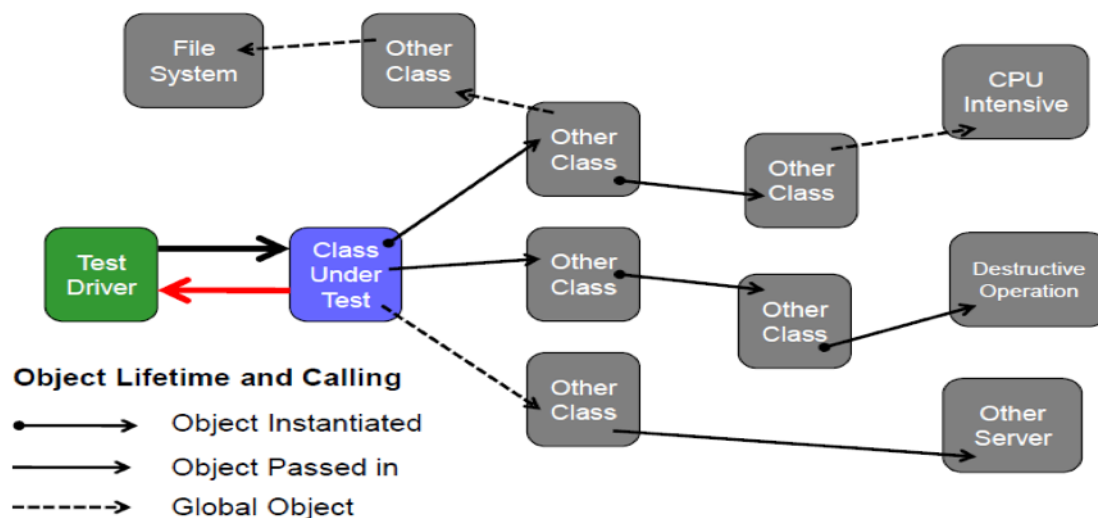 File
System
Other
Class
CPU
Intensive
Other
Class
Other
Class
Test
Driver
Class
Under
Test
Other
Class
Other
Class
Destructive
Operation
Other
Class
Other
Server
Object Lifetime and Calling
Object Instantiated
Object Passed in
Global Object